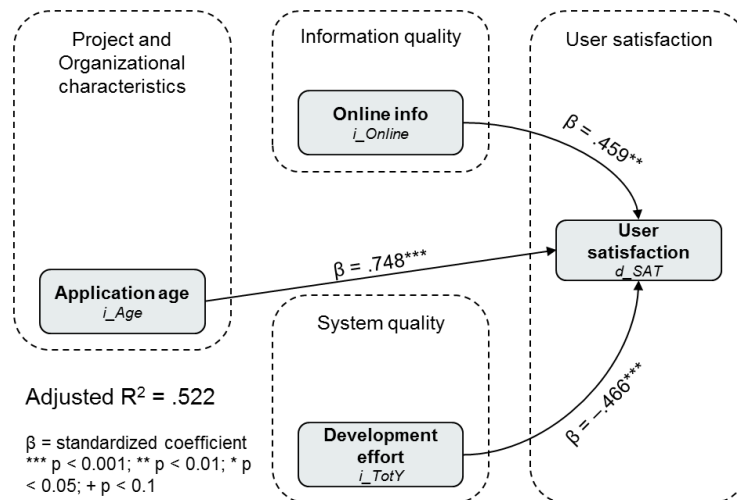 Project and
Organizational
characteristics
Information quality
User satisfaction
Online info
i_Online
β = .459**
User
satisfaction
d_SAT
β = .748***
Application age
i_Age
System quality
Adjusted R² = .522
β = –.466***
Development
effort
i_TotY
β = standardized coefficient
*** p < 0.001; ** p < 0.01; * p
< 0.05; + p < 0.1